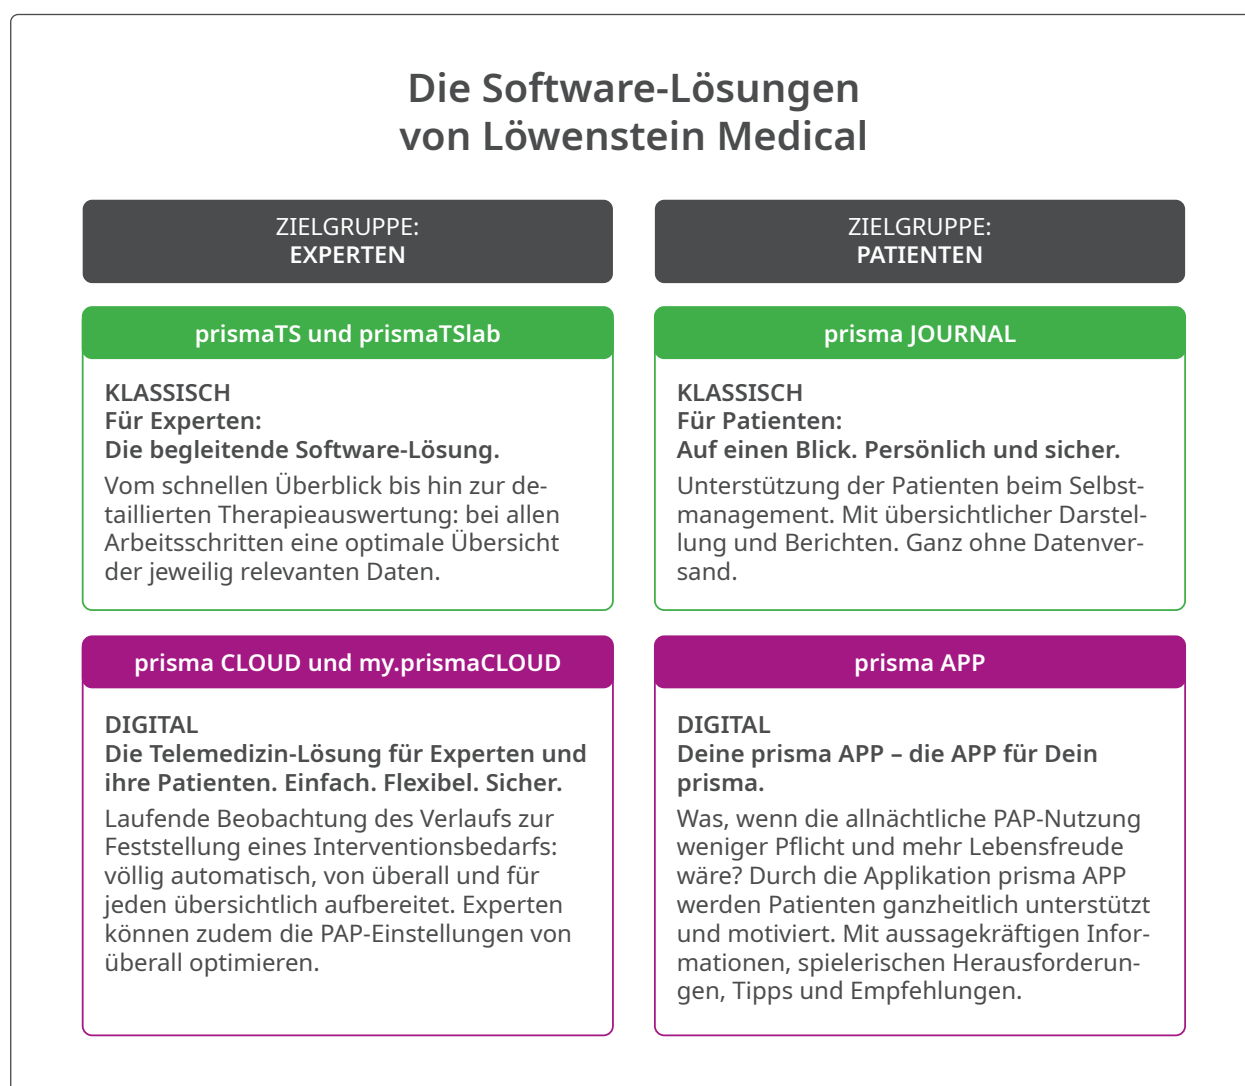 Die Software-Lösungen
von Löwenstein Medical
ZIELGRUPPE:
EXPERTEN
prismaTS und prismaTSlab
KLASSISCH
Für Experten:
Die begleitende Software-Lösung.
Vom schnellen Überblick bis hin zur de-
taillierten Therapieauswertung: bei allen
Arbeitsschritten eine optimale Übersicht
der jeweilig relevanten Daten.
prisma CLOUD und my.prismaCLOUD
DIGITAL
Die Telemedizin-Lösung für Experten und
ihre Patienten. Einfach. Flexibel. Sicher.
Laufende Beobachtung des Verlaufs zur
Feststellung eines Interventionsbedarfs:
völlig automatisch, von überall und für
jeden übersichtlich aufbereitet. Experten
können zudem die PAP-Einstellungen von
überall optimieren.
ZIELGRUPPE:
PATIENTEN
prisma JOURNAL
KLASSISCH
Für Patienten:
Auf einen Blick. Persönlich und sicher.
Unterstützung der Patienten beim Selbst-
management. Mit übersichtlicher Darstel-
lung und Berichten. Ganz ohne Datenver-
sand.
prisma APP
DIGITAL
Deine prisma APP – die APP für Dein
prisma.
Was, wenn die allnächtliche PAP-Nutzung
weniger Pflicht und mehr Lebensfreude
wäre? Durch die Applikation prisma APP
werden Patienten ganzheitlich unterstützt
und motiviert. Mit aussagekräftigen Infor-
mationen, spielerischen Herausforderun-
gen, Tipps und Empfehlungen.